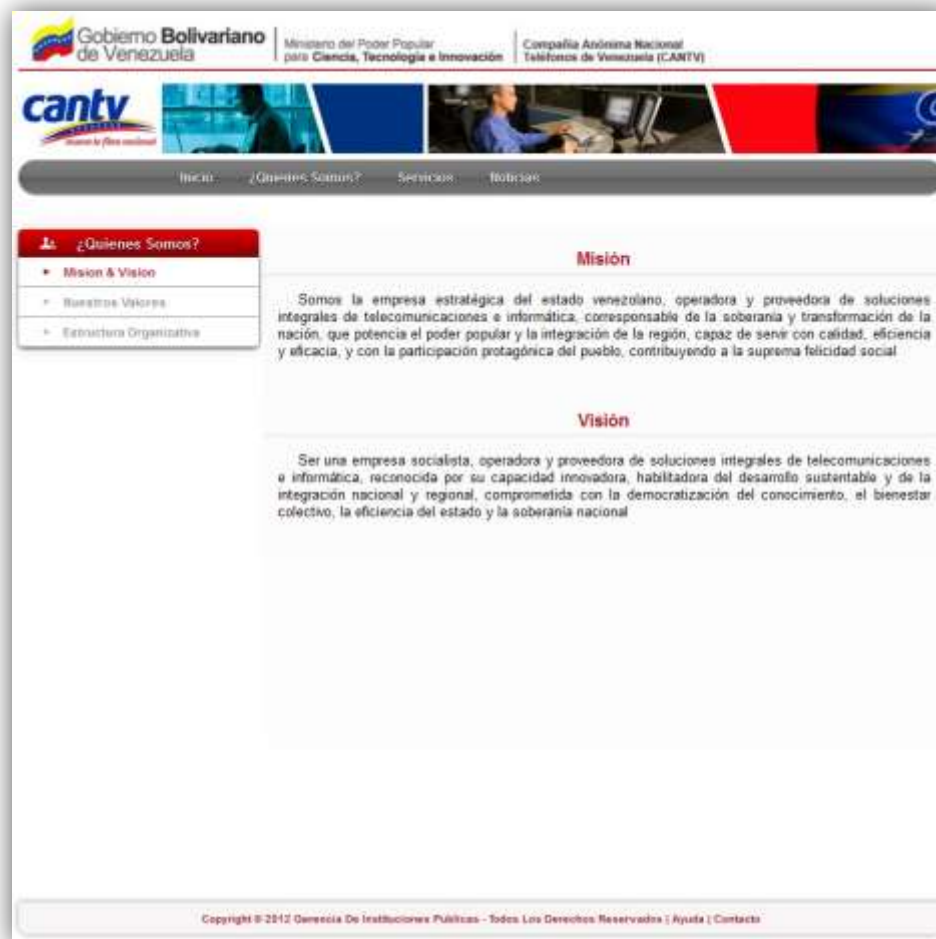 Gobierno Bolivariano
de Venezuela
Ministerio del Poder Popular
para Ciencia, Tecnología e Innovación
Compañía Anónima Nacional
Teléfonos de Venezuela (CANTV)
cantv
Inicio ¿Quienes Somos? Servicios Noticias
¿Quienes Somos?
Mision & Vision
Nuestros Valores
Estructura Organizativa
Misión
Somos la empresa estratégica del estado venezolano, operadora y proveedora de soluciones
integrales de telecomunicaciones e informática, corresponsable de la soberania y transformación de la
nación, que potencia el poder popular y la integración de la región, capaz de servir con calidad, eficiencia
y eficacia, y con la participación protagónica del pueblo, contribuyendo a la suprema felicidad social
Visión
Ser una empresa socialista, operadora y proveedora de soluciones integrales de telecomunicaciones
e informática, reconocida por su capacidad innovadora, habilitadora del desarrollo sustentable y de la
integración nacional y regional, comprometida con la democratización del conocimiento, el bienestar
colectivo, la eficiencia del estado y la soberanía nacional
Copyright © 2012 Gerencia De Instituciones Públicas - Todos Los Derechos Reservados | Ayuda | Contacto